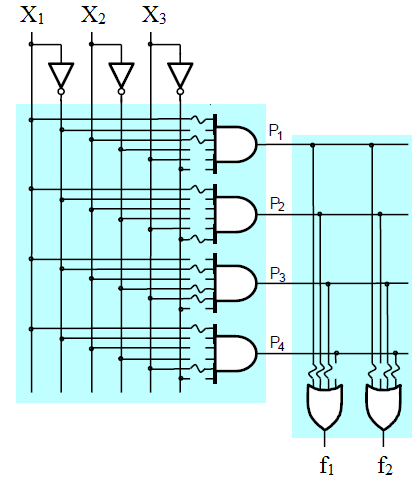 X₁ X₂ X₃
P₁
P₂
P₃
P₄
f₁ f₂